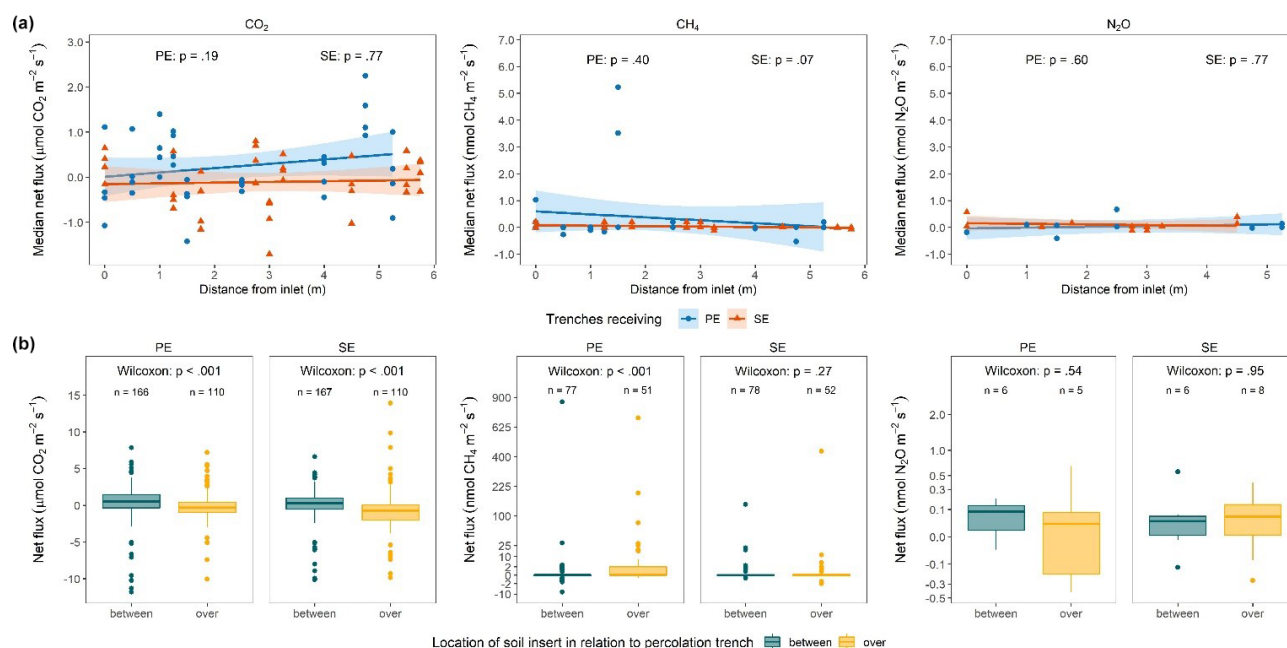 (a)
CO₂
CH₄
N₂O
PE: p = .19
SE: p = .77
PE: p = .40
SE: p = .07
PE: p = .60
SE: p = .77
Median net flux (µmol CO₂ m⁻² s⁻¹)
3.0
2.0
1.0
0.0
-1.0
0
1
2
3
4
5
6
Distance from inlet (m)
Median net flux (nmol CH₄ m⁻² s⁻¹)
7.0
6.0
5.0
4.0
3.0
2.0
1.0
0.0
-1.0
0
1
2
3
4
5
6
Distance from inlet (m)
Median net flux (nmol N₂O m⁻² s⁻¹)
7.0
6.0
5.0
4.0
3.0
2.0
1.0
0.0
-1.0
0
1
2
3
4
5
Distance from inlet (m)
Trenches receiving PE SE
(b)
PE
SE
PE
SE
PE
SE
Wilcoxon: p < .001
Wilcoxon: p < .001
Wilcoxon: p < .001
Wilcoxon: p = .27
Wilcoxon: p = .54
Wilcoxon: p = .95
n = 166
n = 110
n = 167
n = 110
n = 77
n = 51
n = 78
n = 52
n = 6
n = 5
n = 6
n = 8
Net flux (µmol CO₂ m⁻² s⁻¹)
15
10
5
0
-5
-10
between
over
between
over
Net flux (nmol CH₄ m⁻² s⁻¹)
900
625
400
225
100
25
10
2
0
-2
-10
between
over
between
over
Net flux (nmol N₂O m⁻² s⁻¹)
2.0
1.0
0.5
0.3
0.1
0.0
-0.1
-0.3
-0.5
between
over
between
over
Location of soil insert in relation to percolation trench between over